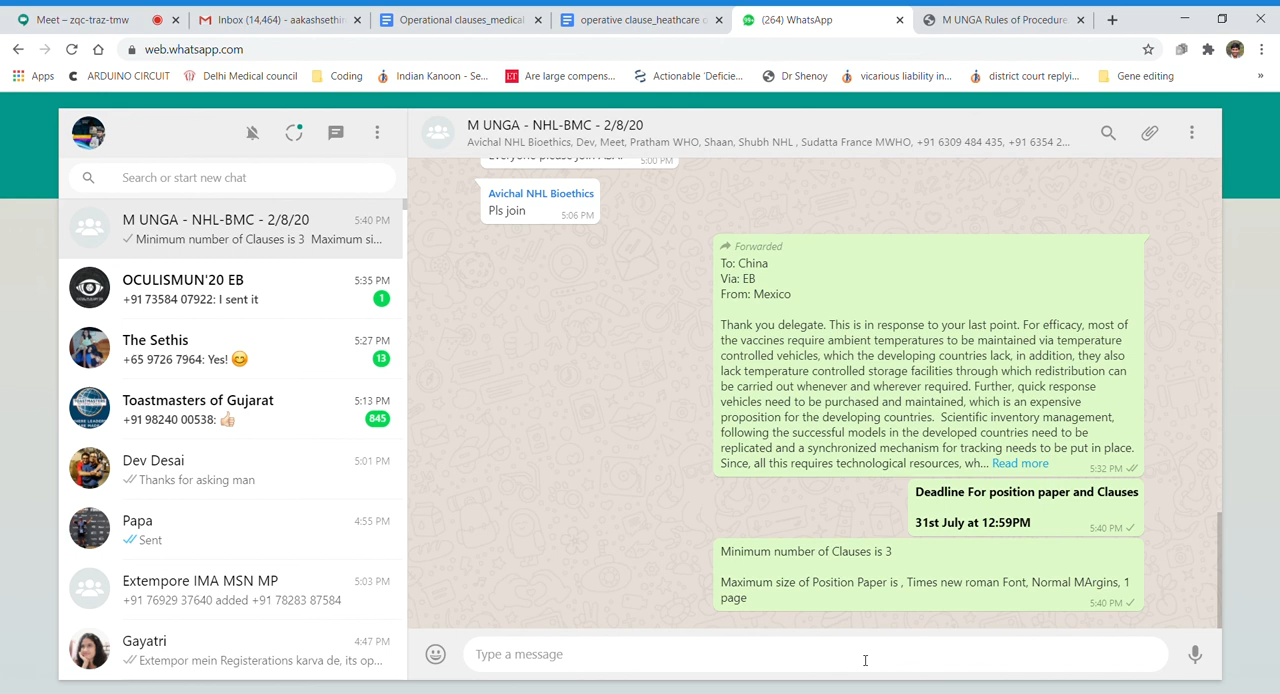 Meet – zqc-traz-tmw
Inbox (14,464) - aakashsethin
Operational clauses_medical
operative clause_heathcare c
(264) WhatsApp
M UNGA Rules of Procedure.
web.whatsapp.com
Apps
ARDUINO CIRCUIT
Delhi Medical council
Coding
Indian Kanoon - Se...
ET
Are large compens...
Actionable 'Deficie...
Dr Shenoy
vicarious liability in...
district court replyi...
Gene editing
»
M UNGA - NHL-BMC - 2/8/20
Avichal NHL Bioethics, Dev, Meet, Pratham WHO, Shaan, Shubh NHL , Sudatta France MWHO, +91 6309 484 435, +91 6354 2...
Search or start new chat
M UNGA - NHL-BMC - 2/8/20 5:40 PM
Minimum number of Clauses is 3 Maximum si...
OCULISMUN'20 EB 5:35 PM
+91 73584 07922: I sent it 1
The Sethis 5:27 PM
+65 9726 7964: Yes! 😊 13
Toastmasters of Gujarat 5:13 PM
+91 98240 00538: 👍🏻 845
Dev Desai 5:01 PM
Thanks for asking man
Papa 4:55 PM
Sent
Extempore IMA MSN MP 5:03 PM
+91 76929 37640 added +91 78283 87584
Gayatri 4:47 PM
Extempor mein Registerations karva de, its op...
Everyone please join ASAP 5:00 PM
Avichal NHL Bioethics
Pls join 5:06 PM
Forwarded
To: China
Via: EB
From: Mexico
Thank you delegate. This is in response to your last point. For efficacy, most of
the vaccines require ambient temperatures to be maintained via temperature
controlled vehicles, which the developing countries lack, in addition, they also
lack temperature controlled storage facilities through which redistribution can
be carried out whenever and wherever required. Further, quick response
vehicles need to be purchased and maintained, which is an expensive
proposition for the developing countries. Scientific inventory management,
following the successful models in the developed countries need to be
replicated and a synchronized mechanism for tracking needs to be put in place.
Since, all this requires technological resources, wh... Read more
5:32 PM
Deadline For position paper and Clauses
31st July at 12:59PM
5:40 PM
Minimum number of Clauses is 3
Maximum size of Position Paper is , Times new roman Font, Normal MArgins, 1
page
5:40 PM
Type a message